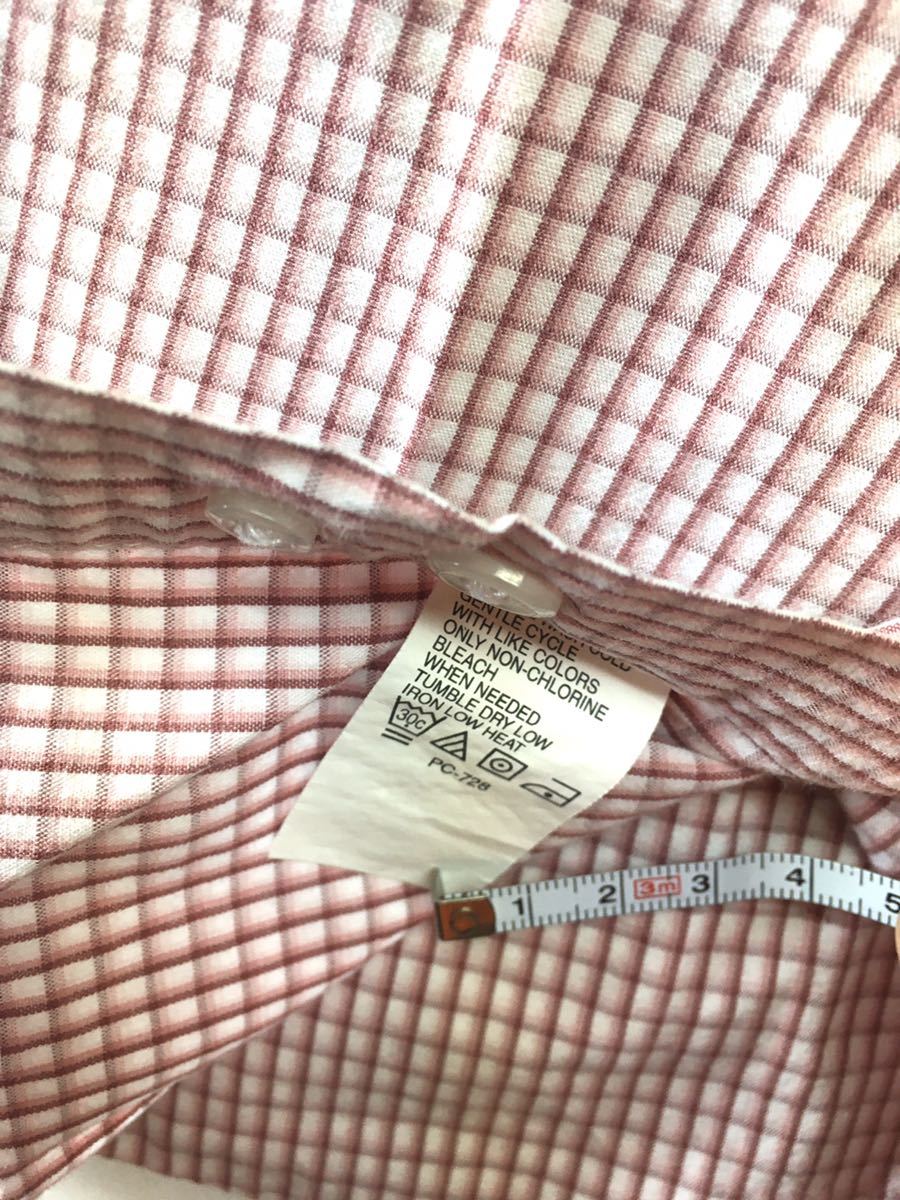 GENTLE CYCLE
WITH LIKE COLORS
ONLY NON-CHLORINE
BLEACH
WHEN NEEDED
TUMBLE DRY LOW
IRON LOW HEAT
30c
PC-728
1 2 3m 3 4 5